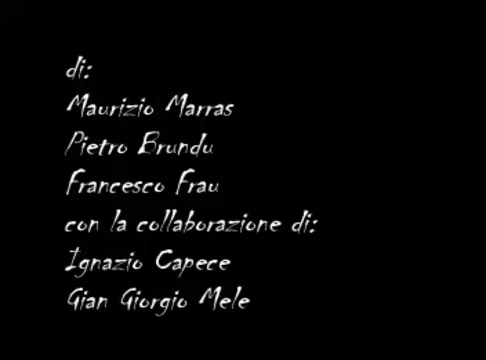 di:
Maurizio Marras
Pietro Brundu
Francesco Frau
con la collaborazione di:
Ignazio Capece
Gian Giorgio Mele